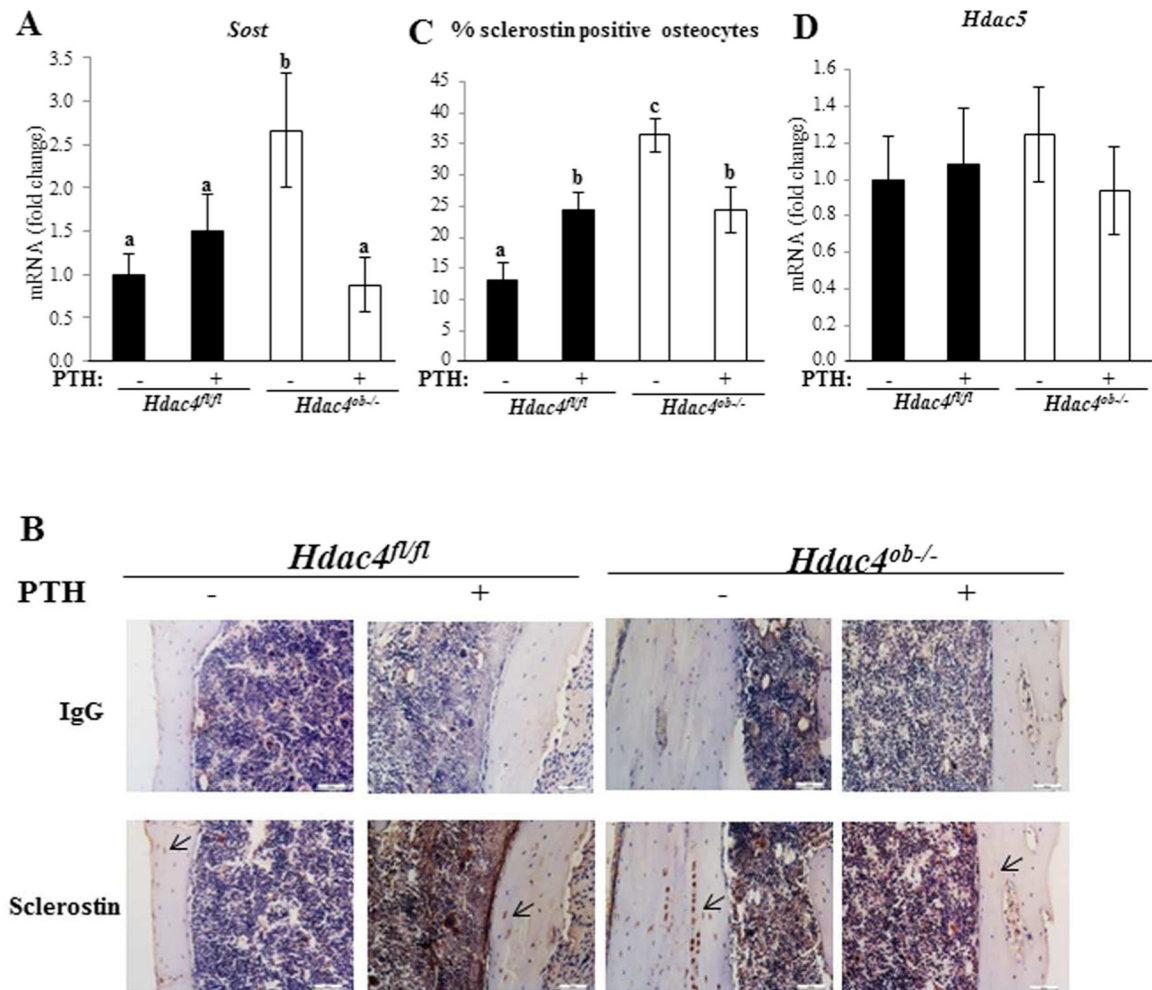 A
Sost
mRNA (fold change)
3.5
3.0
2.5
2.0
1.5
1.0
0.5
0.0
a
a
b
a
PTH: - + - +
Hdac4fl/fl Hdac4ob-/-
C % sclerostin positive osteocytes
45
40
35
30
25
20
15
10
5
0
a
b
c
b
PTH: - + - +
Hdac4fl/fl Hdac4ob-/-
D
Hdac5
mRNA (fold change)
1.6
1.4
1.2
1.0
0.8
0.6
0.4
0.2
0.0
PTH: - + - +
Hdac4fl/fl Hdac4ob-/-
B
Hdac4fl/fl Hdac4ob-/-
PTH - + - +
IgG
Sclerostin